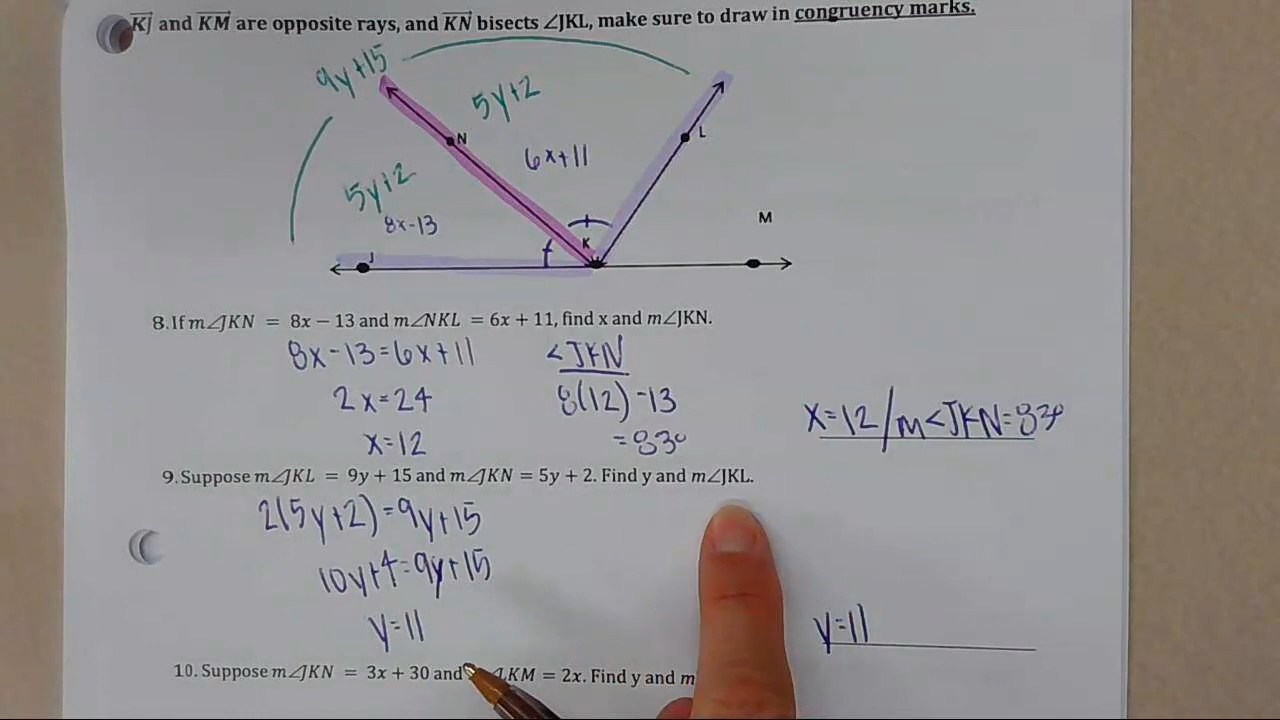 KJ and KM are opposite rays, and KN bisects ∠JKL, make sure to draw in congruency marks.
9y+15
5y+2
N
L
6x+11
5y+2
8x-13
M
K
J
8.If m∠JKN = 8x − 13 and m∠NKL = 6x + 11, find x and m∠JKN.
8x-13=6x+11
<JKN
2x=24
8(12)-13
x=12/m<JKN=83°
x=12
=83°
9.Suppose m∠JKL = 9y + 15 and m∠JKN = 5y + 2. Find y and m∠JKL.
2(5y+2)=9y+15
10y+4=9y+15
y=11
y=11
10. Suppose m∠JKN = 3x + 30 and LKM = 2x. Find y and m